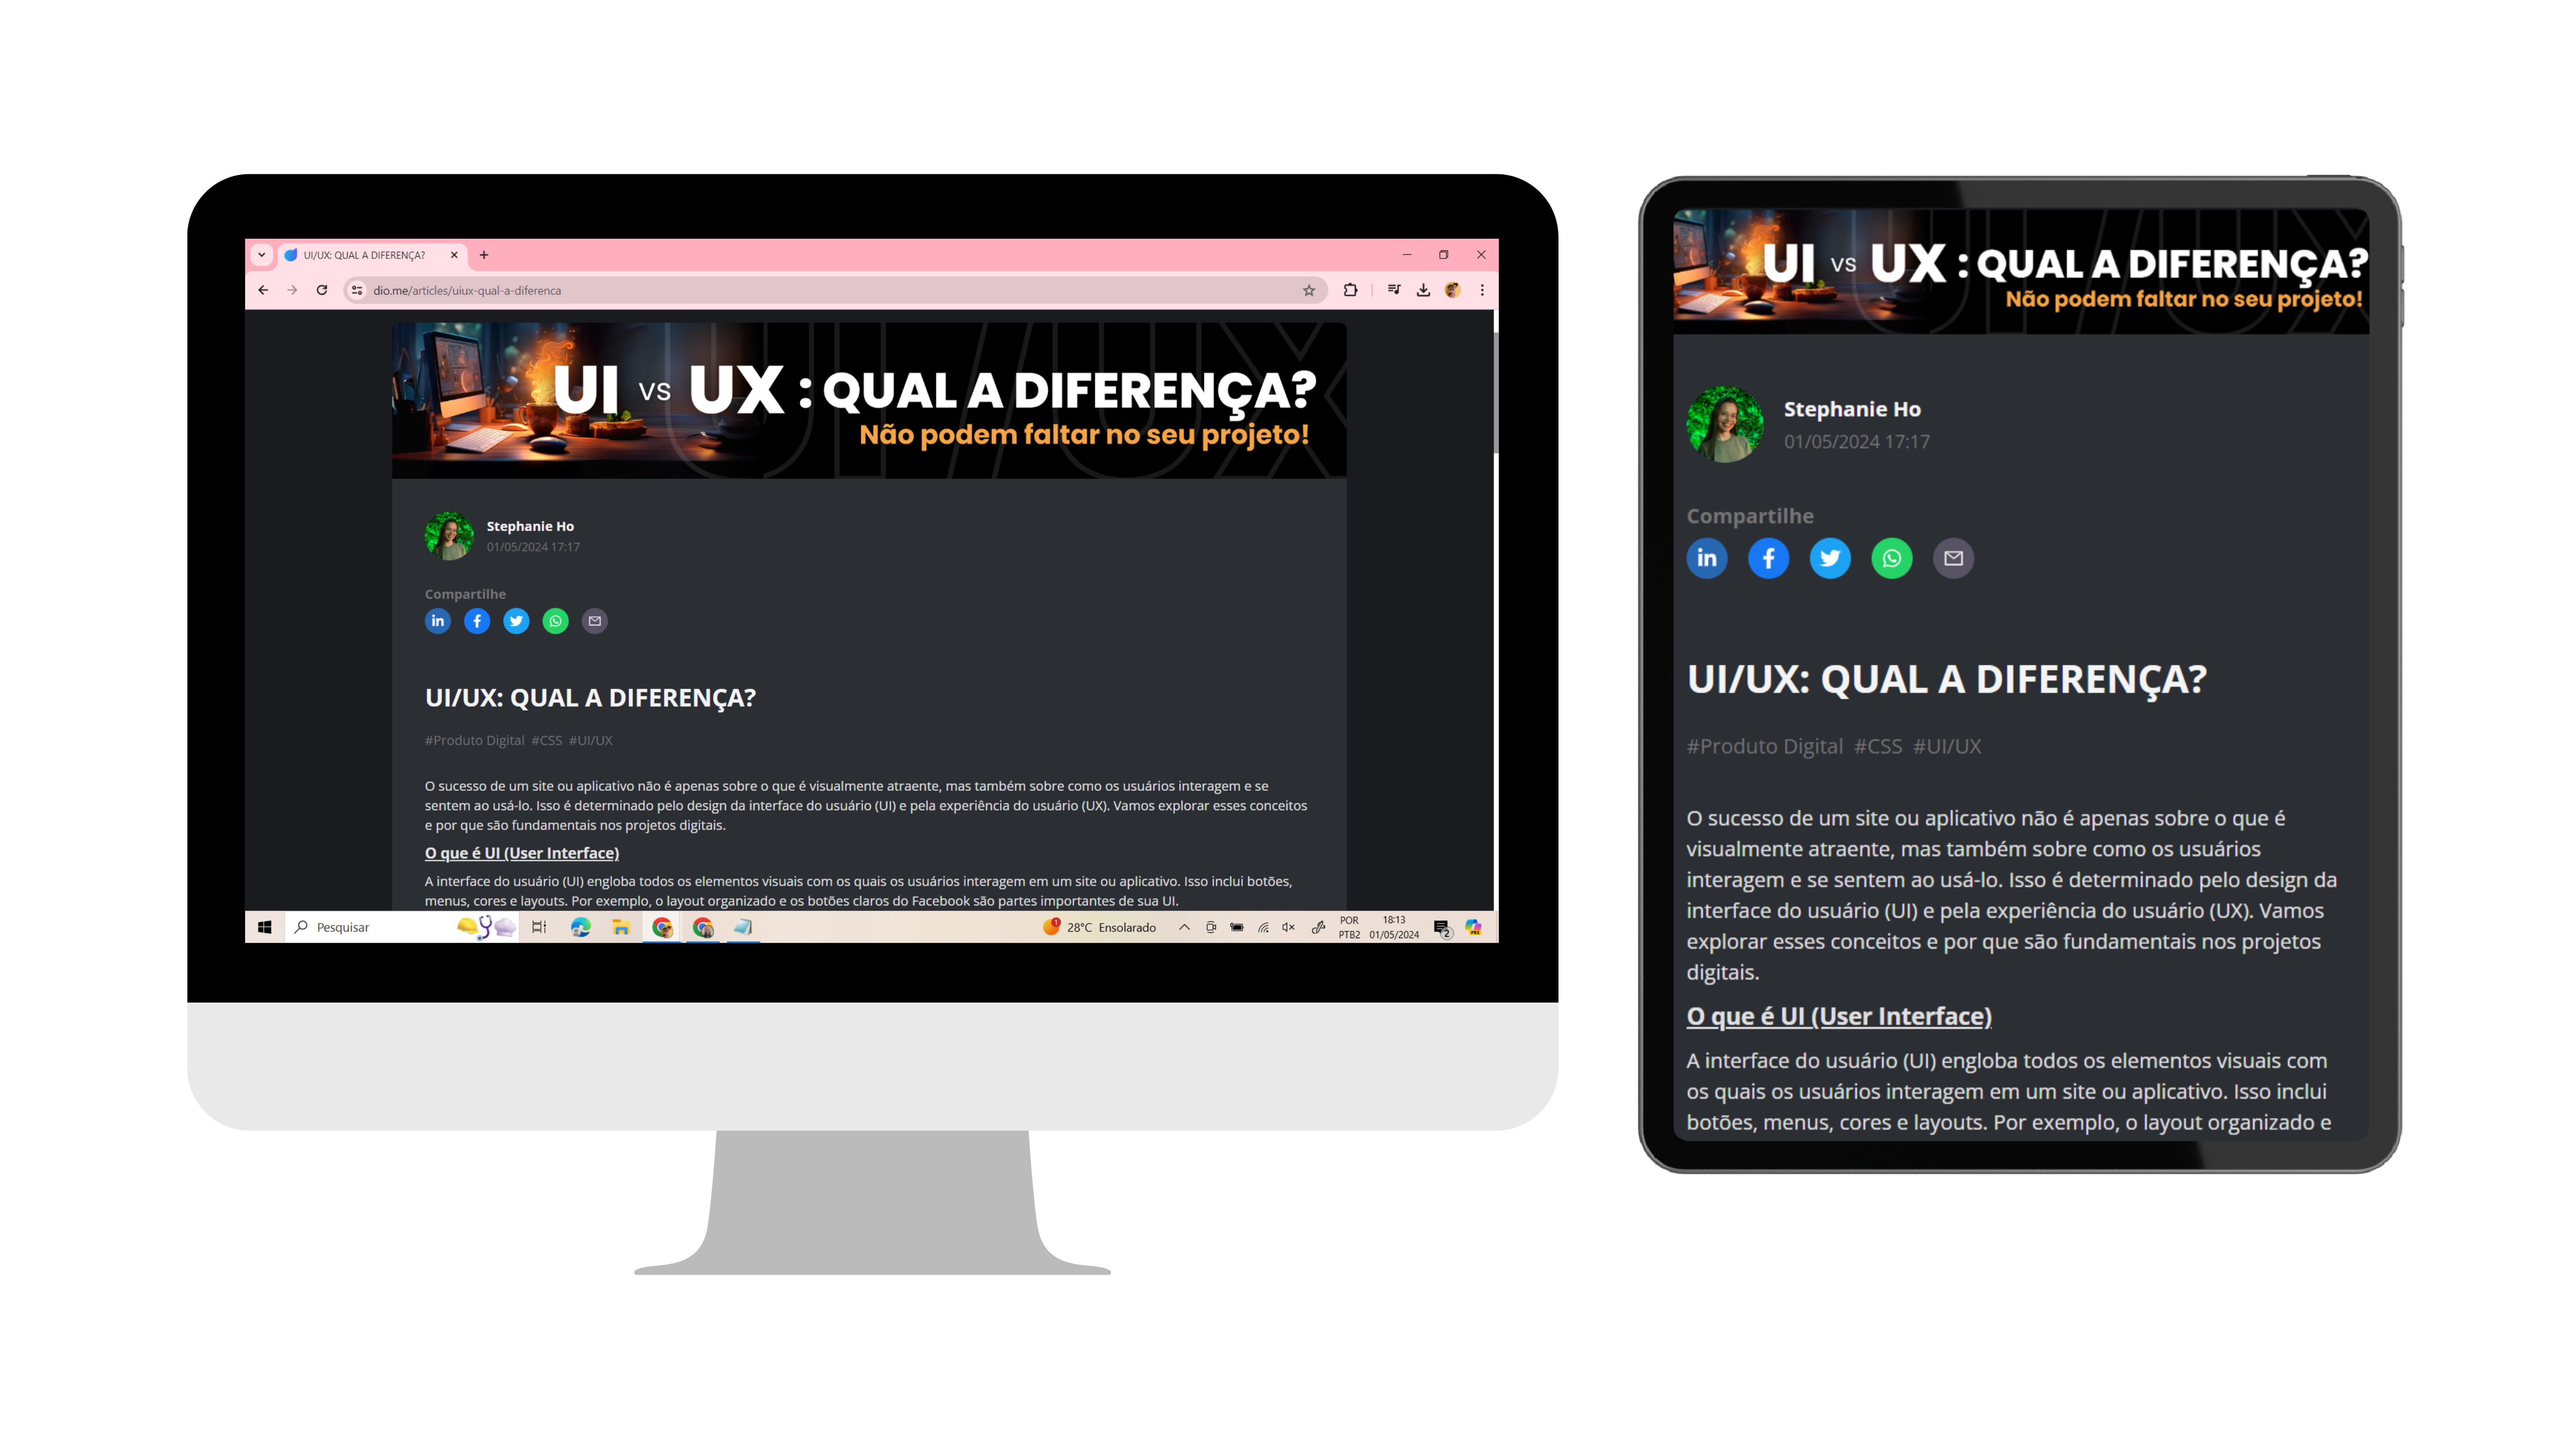 UI/UX: QUAL A DIFERENÇA?
dio.me/articles/uiux-qual-a-diferenca
UI vs UX : QUAL A DIFERENÇA?
Não podem faltar no seu projeto!
UI/UX
Stephanie Ho
01/05/2024 17:17
Compartilhe
UI/UX: QUAL A DIFERENÇA?
#Produto Digital #CSS #UI/UX
O sucesso de um site ou aplicativo não é apenas sobre o que é visualmente atraente, mas também sobre como os usuários interagem e se
sentem ao usá-lo. Isso é determinado pelo design da interface do usuário (UI) e pela experiência do usuário (UX). Vamos explorar esses conceitos
e por que são fundamentais nos projetos digitais.
O que é UI (User Interface)
A interface do usuário (UI) engloba todos os elementos visuais com os quais os usuários interagem em um site ou aplicativo. Isso inclui botões,
menus, cores e layouts. Por exemplo, o layout organizado e os botões claros do Facebook são partes importantes de sua UI.
Pesquisar
1
28°C Ensolarado
POR
PTB2
18:13
01/05/2024
2
PRE
UI vs UX : QUAL A DIFERENÇA?
Não podem faltar no seu projeto!
UI/UX
Stephanie Ho
01/05/2024 17:17
Compartilhe
UI/UX: QUAL A DIFERENÇA?
#Produto Digital #CSS #UI/UX
O sucesso de um site ou aplicativo não é apenas sobre o que é
visualmente atraente, mas também sobre como os usuários
interagem e se sentem ao usá-lo. Isso é determinado pelo design da
interface do usuário (UI) e pela experiência do usuário (UX). Vamos
explorar esses conceitos e por que são fundamentais nos projetos
digitais.
O que é UI (User Interface)
A interface do usuário (UI) engloba todos os elementos visuais com
os quais os usuários interagem em um site ou aplicativo. Isso inclui
botões, menus, cores e layouts. Por exemplo, o layout organizado e